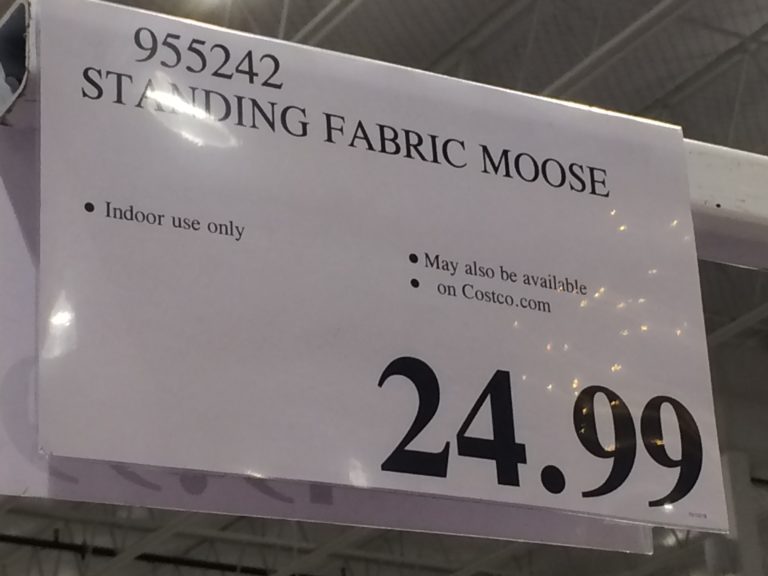 955242
STANDING FABRIC MOOSE
• Indoor use only
• May also be available
• on Costco.com
24.99